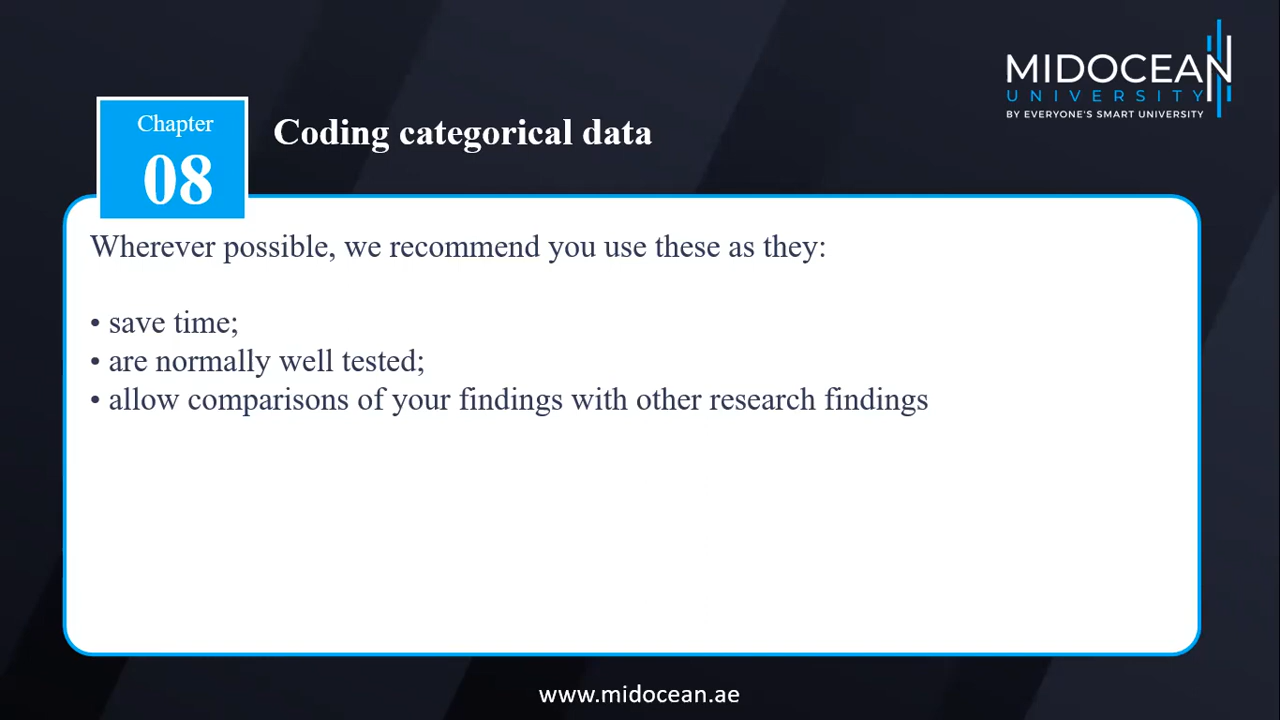 MIDOCEAN
UNIVERSITY
BY EVERYONE'S SMART UNIVERSITY
Chapter
08
Coding categorical data
Wherever possible, we recommend you use these as they:
• save time;
• are normally well tested;
• allow comparisons of your findings with other research findings
www.midocean.ae